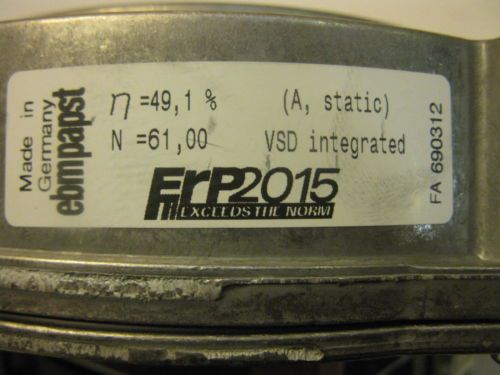 Made in
Germany
ebmpapst
η =49,1 % (A, static)
N =61,00 VSD integrated
ErP2015
EXCEEDS THE NORM
FA 690312